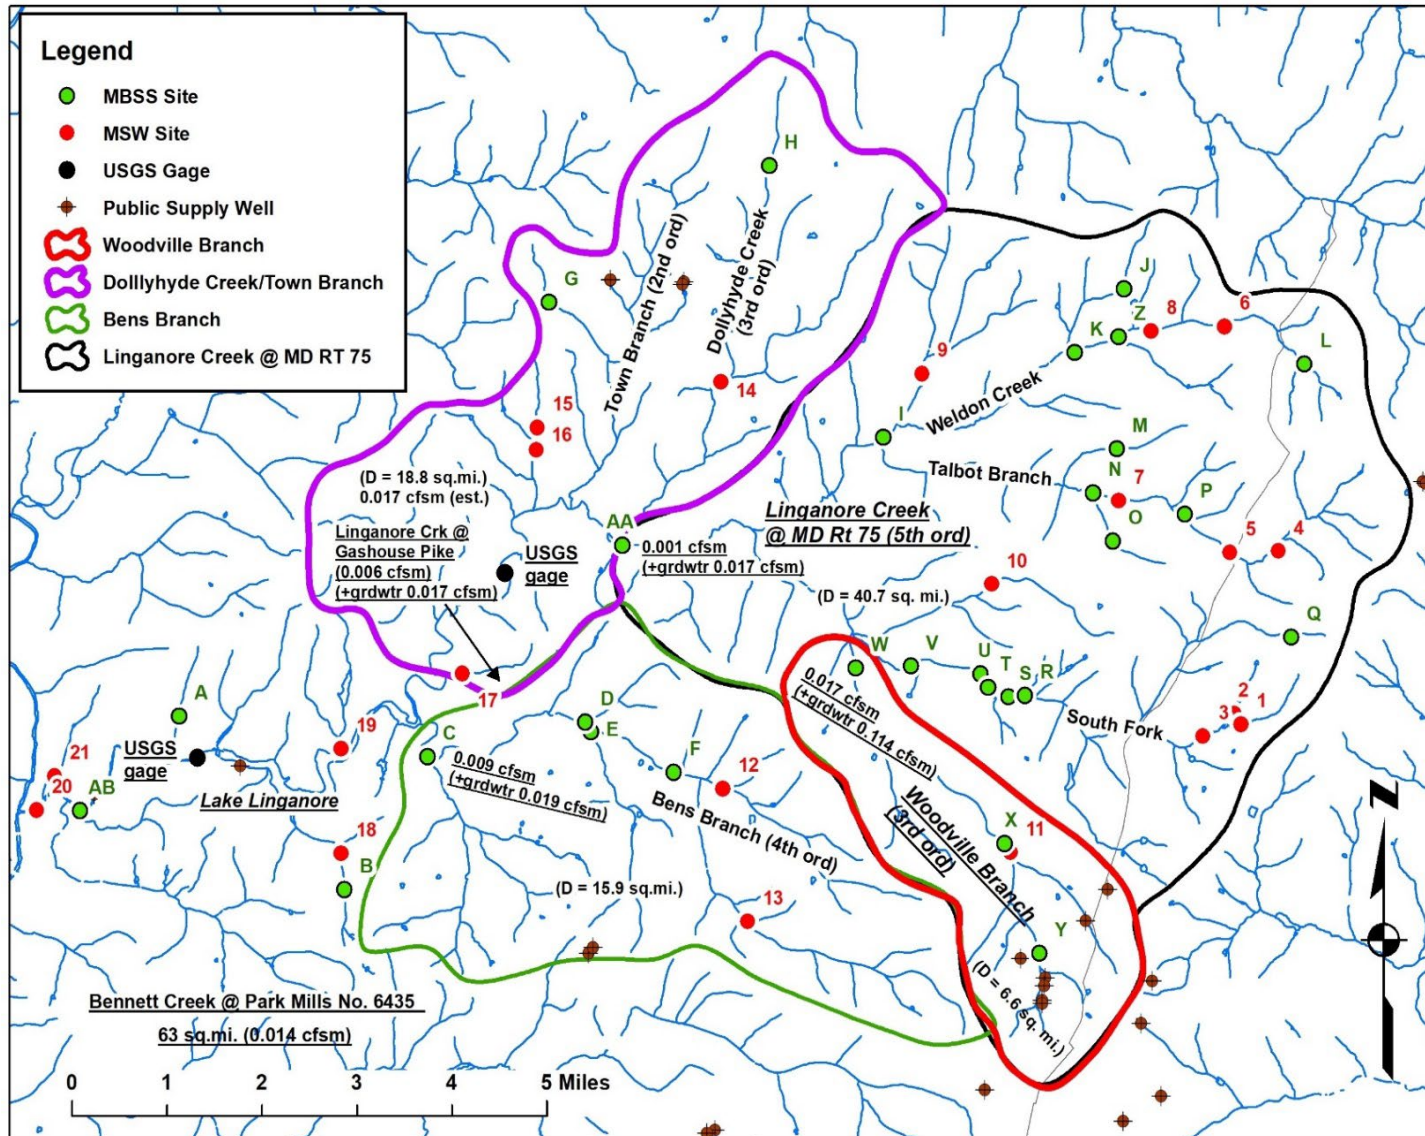 Legend
MBSS Site
MSW Site
USGS Gage
Public Supply Well
Woodville Branch
Dolllyhyde Creek/Town Branch
Bens Branch
Linganore Creek @ MD RT 75
H
G
Town Branch (2nd ord)
Dollyhyde Creek
(3rd ord)
14
15
16
J
Z
8
6
K
L
9
I
Weldon Creek
M
Talbot Branch
N
7
O
P
5
4
(D = 18.8 sq.mi.)
0.017 cfsm (est.)
Linganore Crk @
Gashouse Pike
(0.006 cfsm)
(+grdwtr 0.017 cfsm)
USGS
gage
AA
0.001 cfsm
(+grdwtr 0.017 cfsm)
Linganore Creek
@ MD Rt 75 (5th ord)
10
(D = 40.7 sq. mi.)
Q
W
V
U
T
S
R
South Fork
2
1
3
0.017 cfsm
(+grdwtr 0.114 cfsm)
Woodville Branch
(3rd ord)
X
11
Y
(D = 6.6 sq. mi.)
17
A
USGS
gage
21
20
AB
Lake Linganore
19
18
B
C
0.009 cfsm
(+grdwtr 0.019 cfsm)
D
E
F
12
Bens Branch (4th ord)
(D = 15.9 sq.mi.)
13
Bennett Creek @ Park Mills No. 6435
63 sq.mi. (0.014 cfsm)
0 1 2 3 4 5 Miles
N